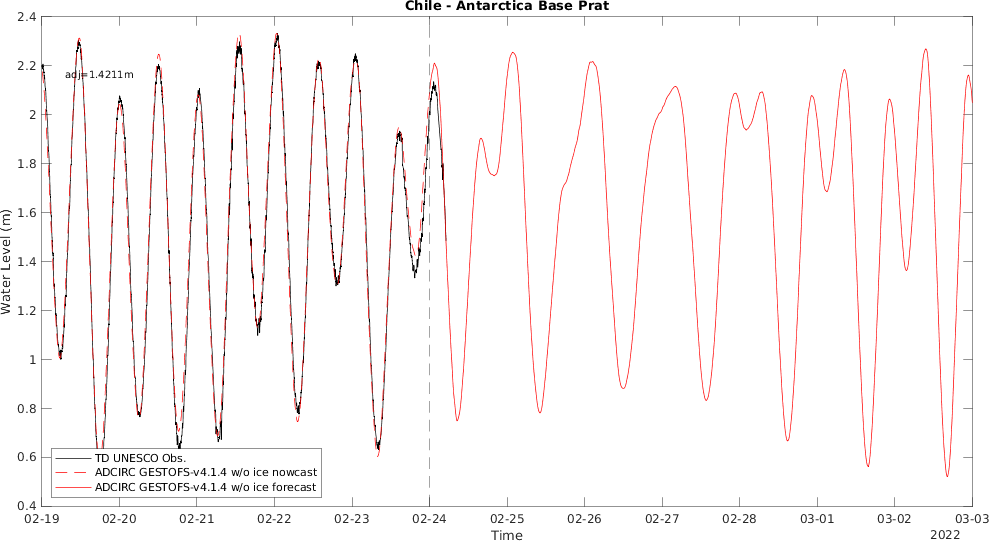 Chile - Antarctica Base Prat
2.4
2.2
adj=1.4211m
2
1.8
1.6
1.4
1.2
1
0.8
0.6
0.4
Water Level (m)
TD UNESCO Obs.
ADCIRC GESTOFS-v4.1.4 w/o ice nowcast
ADCIRC GESTOFS-v4.1.4 w/o ice forecast
02-19 02-20 02-21 02-22 02-23 02-24 02-25 02-26 02-27 02-28 03-01 03-02 03-03
Time
2022